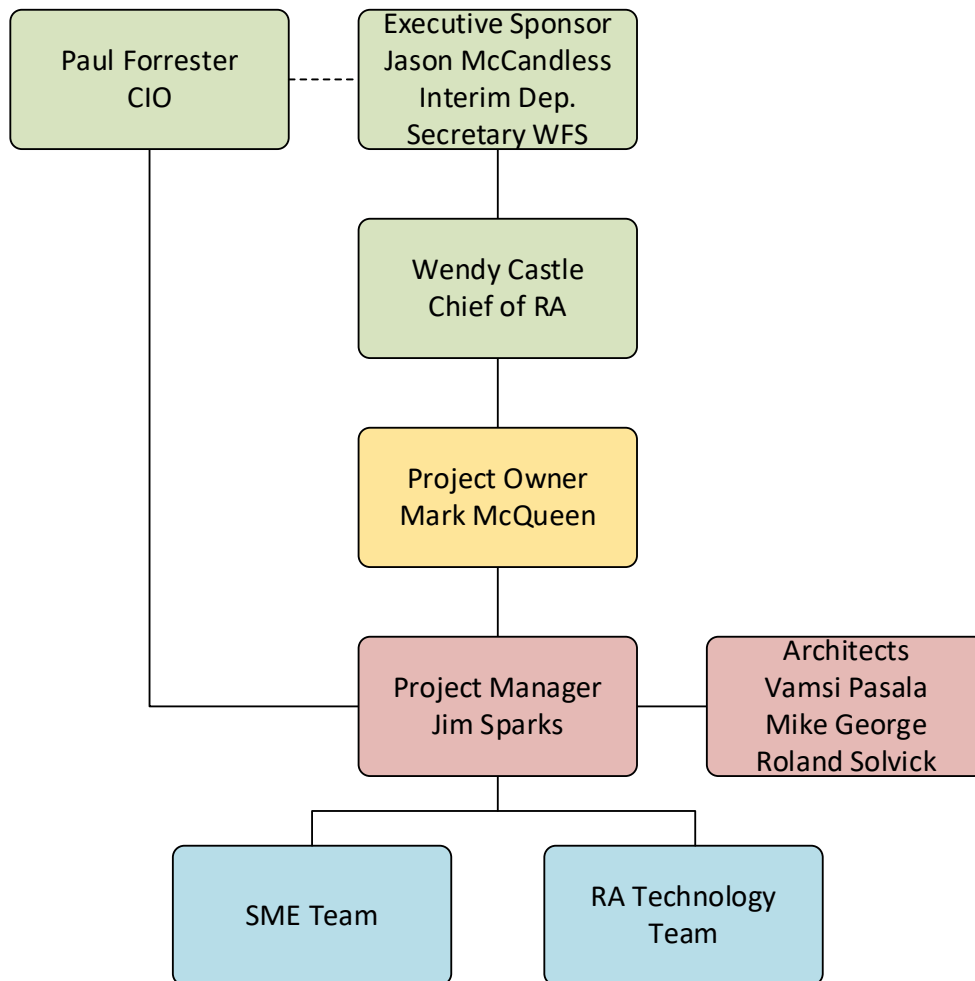 Paul Forrester
CIO
Executive Sponsor
Jason McCandless
Interim Dep.
Secretary WFS
Wendy Castle
Chief of RA
Project Owner
Mark McQueen
Project Manager
Jim Sparks
Architects
Vamsi Pasala
Mike George
Roland Solvick
SME Team
RA Technology
Team